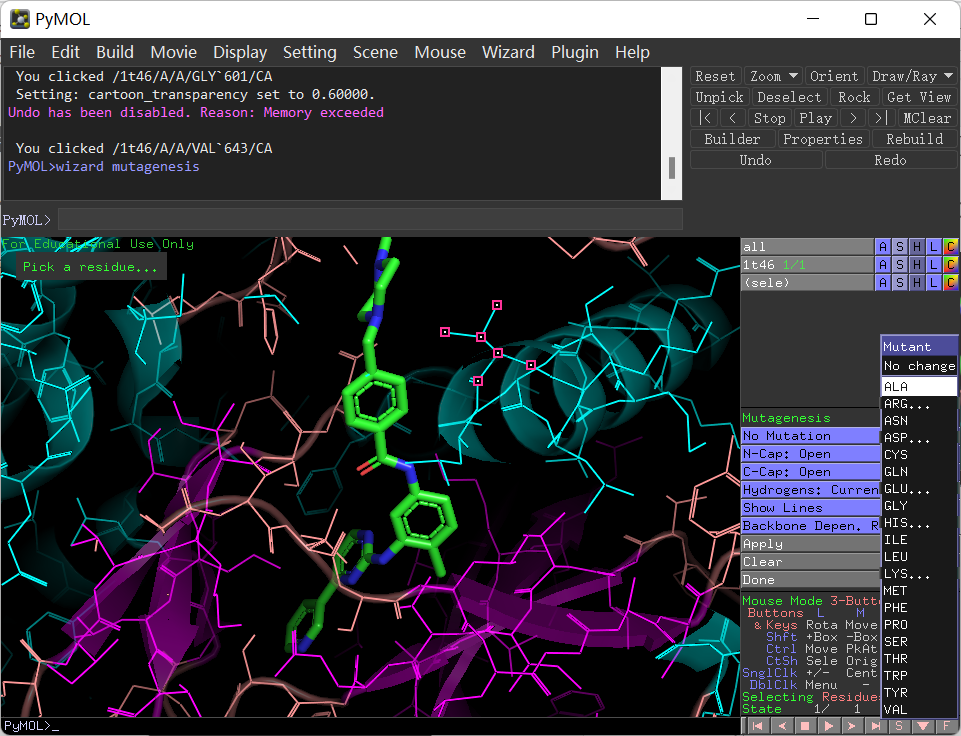 PyMOL
File Edit Build Movie Display Setting Scene Mouse Wizard Plugin Help
You clicked /1t46/A/A/GLY`601/CA
Setting: cartoon_transparency set to 0.60000.
Undo has been disabled. Reason: Memory exceeded
You clicked /1t46/A/A/VAL`643/CA
PyMOL>wizard mutagenesis
PyMOL>
Reset Zoom Orient Draw/Ray
Unpick Deselect Rock Get View
|< < Stop Play > >| MClear
Builder Properties Rebuild
Undo Redo
For Educational Use Only
Pick a residue...
all A S H L C
1t46 1/1 A S H L C
(sele) A S H L C
Mutant
No change
ALA
ARG...
ASN
ASP...
CYS
GLN
GLU...
GLY
HIS...
ILE
LEU
LYS...
MET
PHE
PRO
SER
THR
TRP
TYR
VAL
Mutagenesis
No Mutation
N-Cap: Open
C-Cap: Open
Hydrogens: Curren
Show Lines
Backbone Depen. R
Apply
Clear
Done
Mouse Mode 3-Butt
Buttons L M
& Keys Rota Move
Shft +Box -Box
Ctrl Move PkAt
CtSh Sele Orig
SnglClk +/- Cent
DblClk Menu -
Selecting Residue
State 1/ 1
S F
PyMOL>_